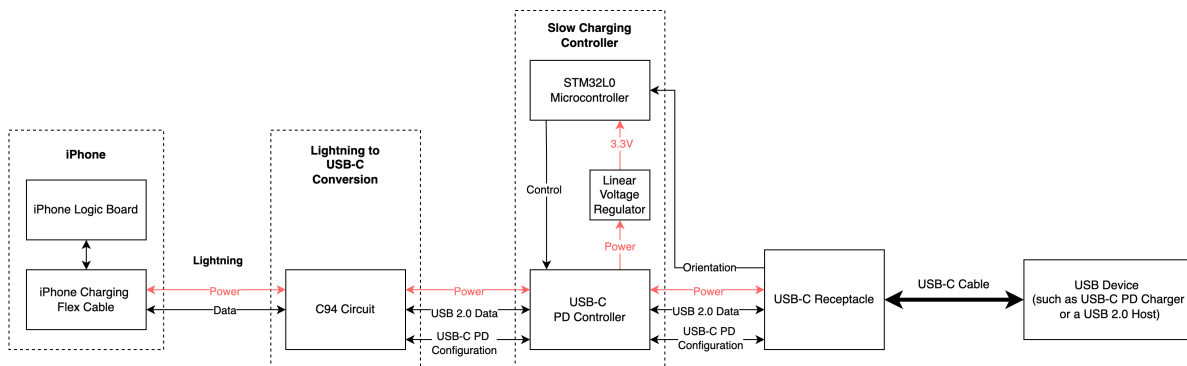 Slow Charging
Controller
STM32L0
Microcontroller
3.3V
Linear
Voltage
Regulator
Control
Power
iPhone
iPhone Logic Board
iPhone Charging
Flex Cable
Lightning
Power
Data
Lightning to
USB-C
Conversion
C94 Circuit
Power
USB 2.0 Data
USB-C PD
Configuration
USB-C
PD Controller
Orientation
Power
USB 2.0 Data
USB-C PD
Configuration
USB-C Receptacle
USB-C Cable
USB Device
(such as USB-C PD Charger
or a USB 2.0 Host)